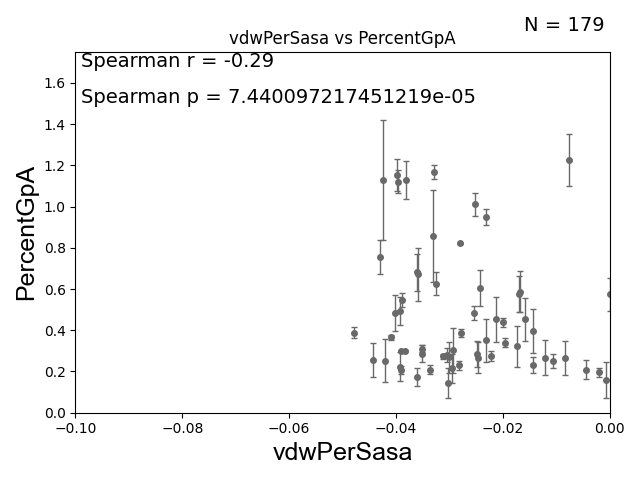 N = 179
vdwPerSasa vs PercentGpA
Spearman r = -0.29
Spearman p = 7.440097217451219e-05
1.6
1.4
1.2
1.0
0.8
0.6
0.4
0.2
0.0
PercentGpA
−0.10 −0.08 −0.06 −0.04 −0.02 0.00
vdwPerSasa